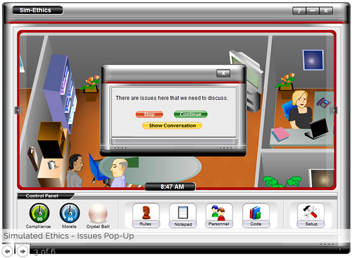 Sim-Ethics
There are issues here that we need to discuss.
Stop
Continue
Show Conversation
8:47 AM
Control Panel
Compliance
Morals
Crystal Ball
Rules
Notepad
Personnel
Code
Setup
Simulated Ethics - Issues Pop-Up
3 of 6